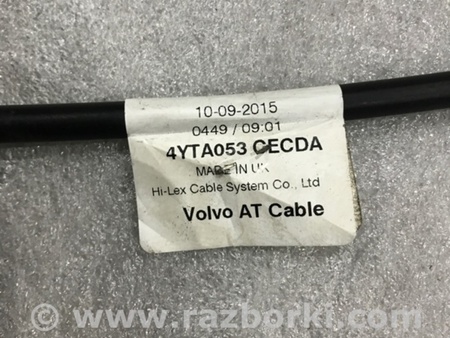 10-09-2015
0449 / 09:01
4YTA053 CECDA
MADE IN UK
Hi-Lex Cable System Co., Ltd
Volvo AT Cable
© www.razborki.com